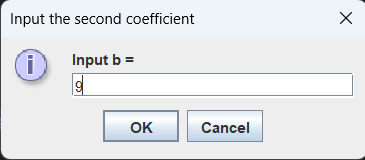 Input the second coefficient
Input b =
9
OK Cancel